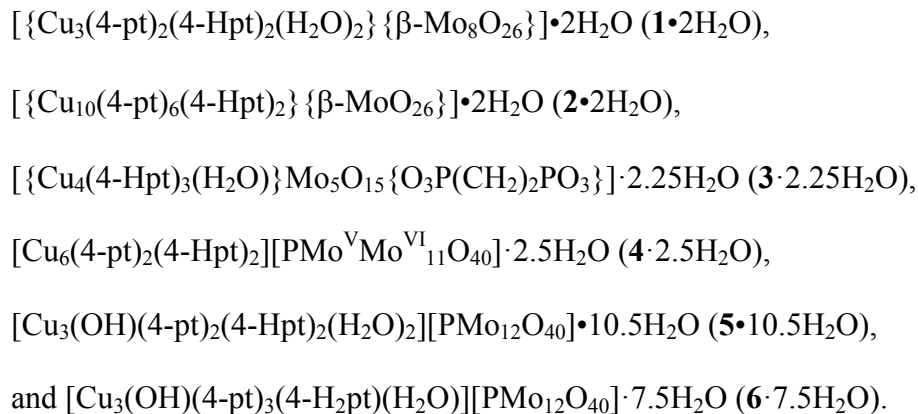 [{Cu₃(4-pt)₂(4-Hpt)₂(H₂O)₂}{β-Mo₈O₂₆}]•2H₂O (1•2H₂O),
[{Cu₁₀(4-pt)₆(4-Hpt)₂}{β-MoO₂₆}]•2H₂O (2•2H₂O),
[{Cu₄(4-Hpt)₃(H₂O)}Mo₅O₁₅{O₃P(CH₂)₂PO₃}]·2.25H₂O (3·2.25H₂O),
[Cu₆(4-pt)₂(4-Hpt)₂][PMoⱽMoⱽᴵ₁₁O₄₀]·2.5H₂O (4·2.5H₂O),
[Cu₃(OH)(4-pt)₂(4-Hpt)₂(H₂O)₂][PMo₁₂O₄₀]•10.5H₂O (5•10.5H₂O),
and [Cu₃(OH)(4-pt)₃(4-H₂pt)(H₂O)][PMo₁₂O₄₀]·7.5H₂O (6·7.5H₂O).